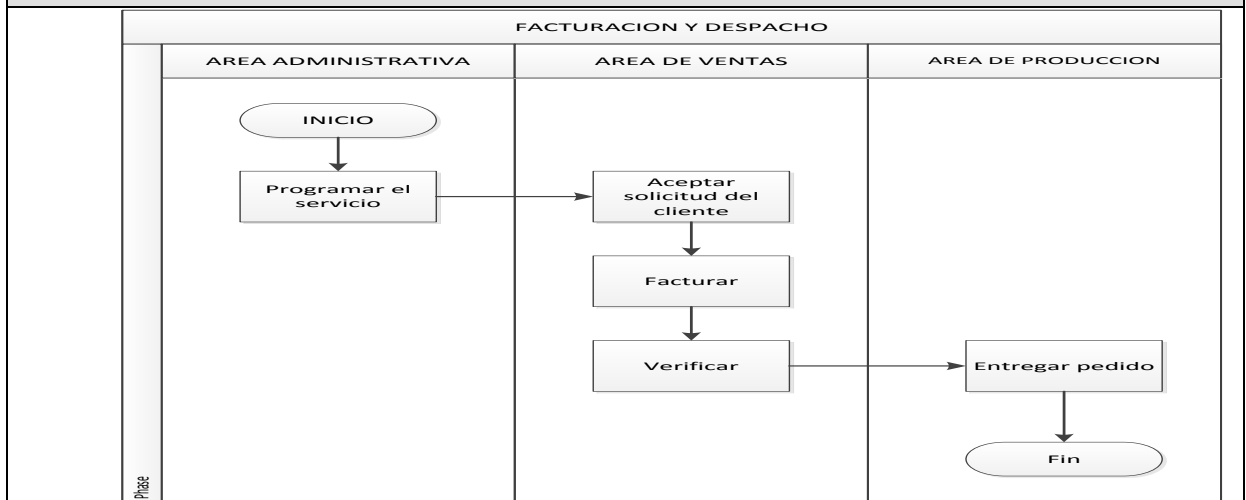 FACTURACION Y DESPACHO
AREA ADMINISTRATIVA
AREA DE VENTAS
AREA DE PRODUCCION
INICIO
Programar el
servicio
Aceptar
solicitud del
cliente
Facturar
Verificar
Entregar pedido
Fin
Phase